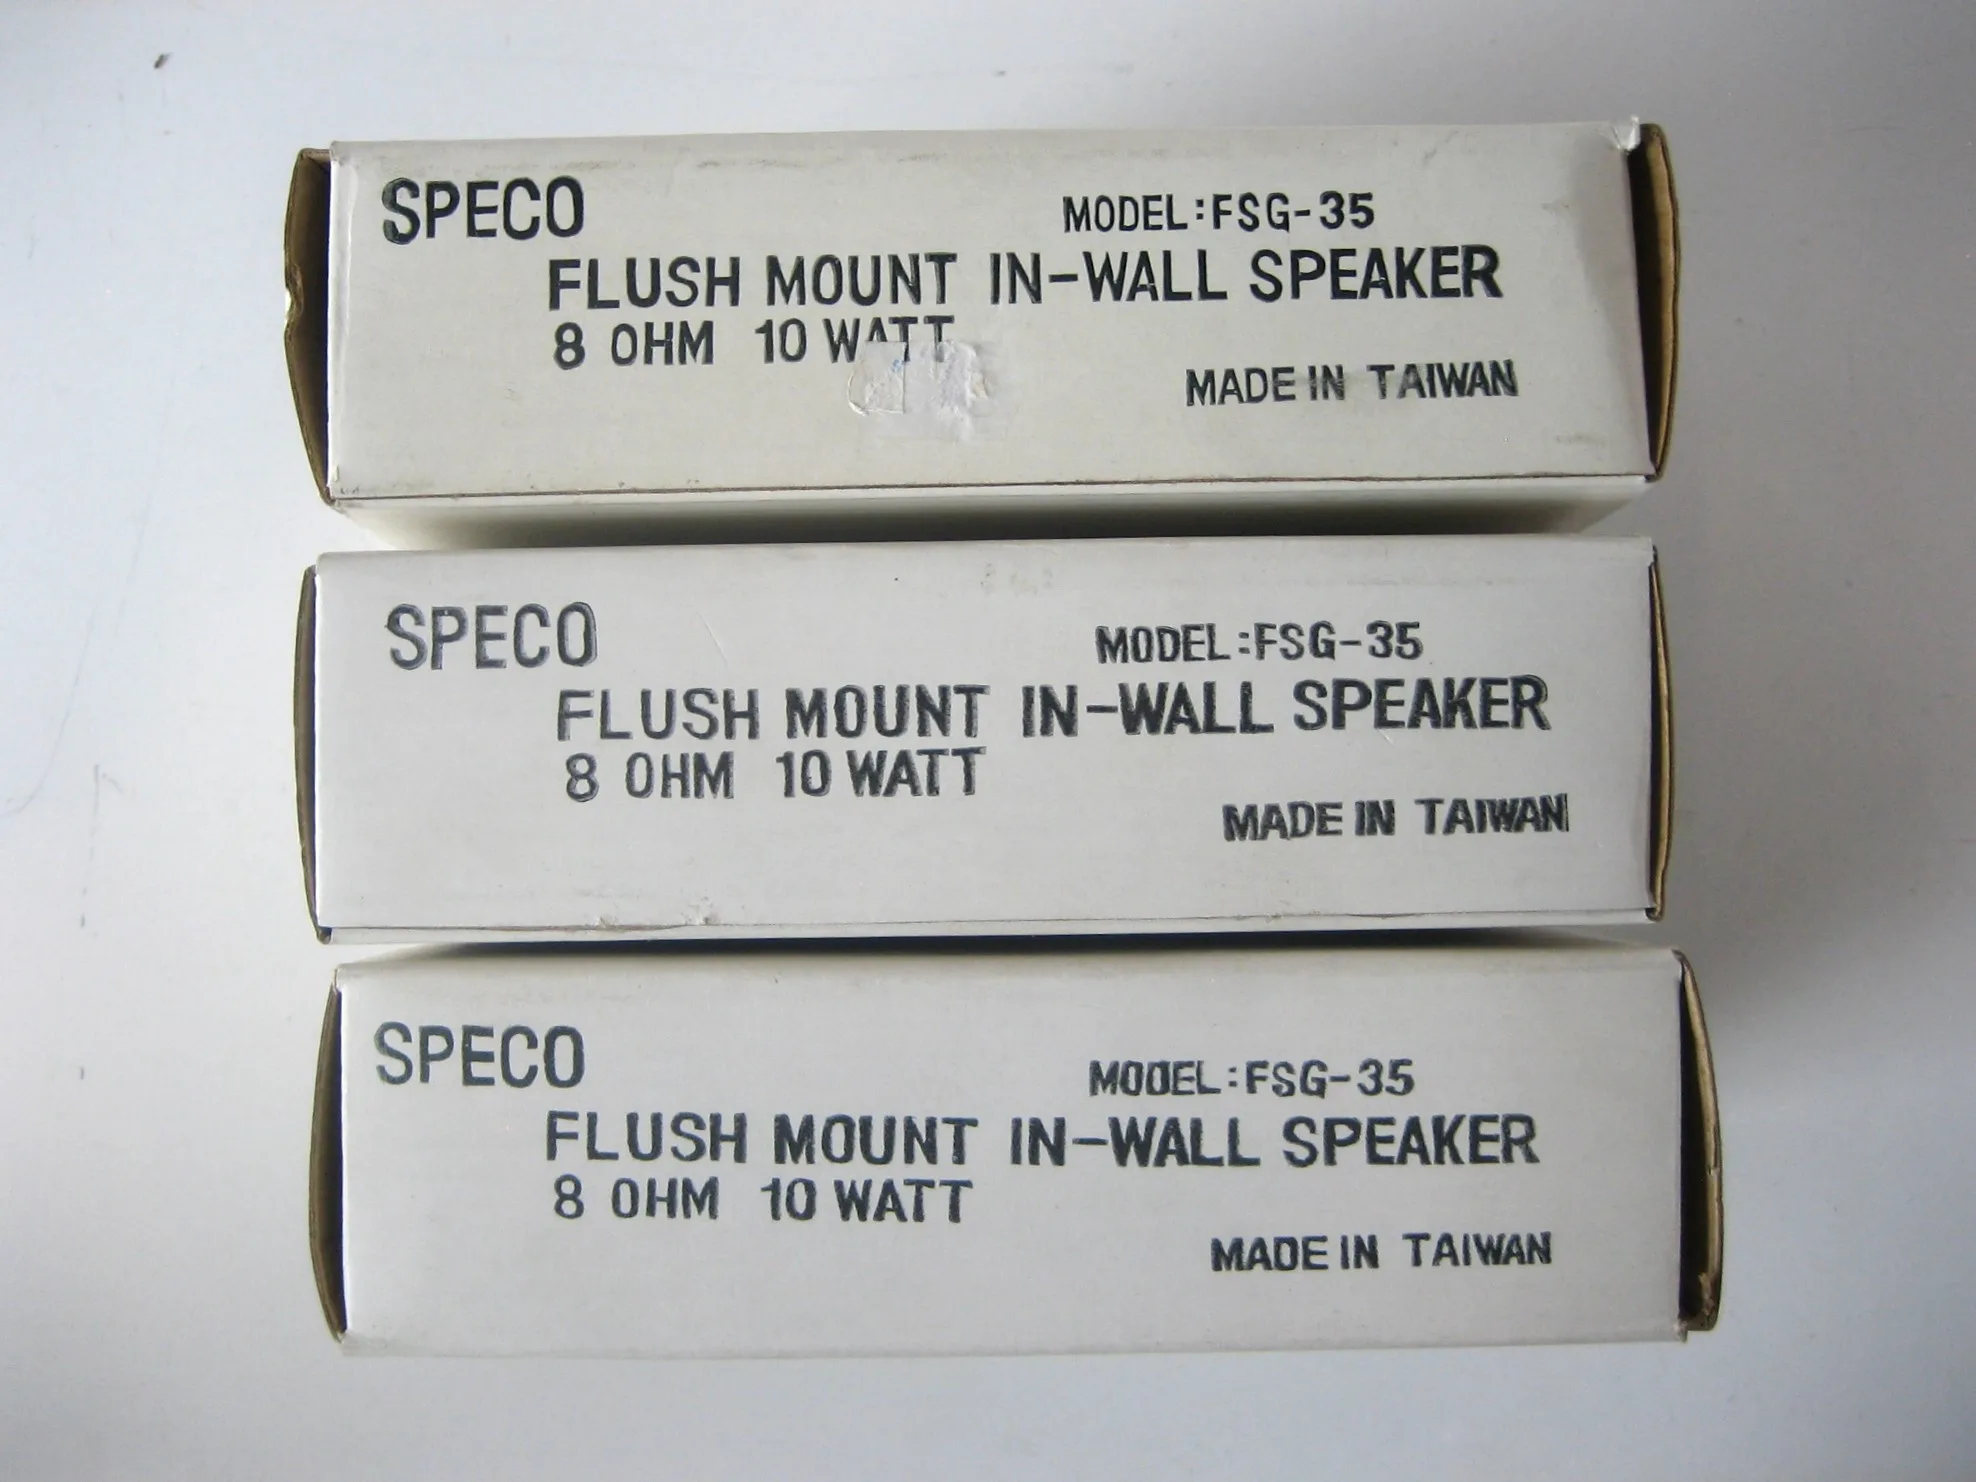 SPECO
MODEL:FSG-35
FLUSH MOUNT IN-WALL SPEAKER
8 OHM 10 WATT
MADE IN TAIWAN
SPECO
MODEL:FSG-35
FLUSH MOUNT IN-WALL SPEAKER
8 OHM 10 WATT
MADE IN TAIWAN
SPECO
MODEL:FSG-35
FLUSH MOUNT IN-WALL SPEAKER
8 OHM 10 WATT
MADE IN TAIWAN